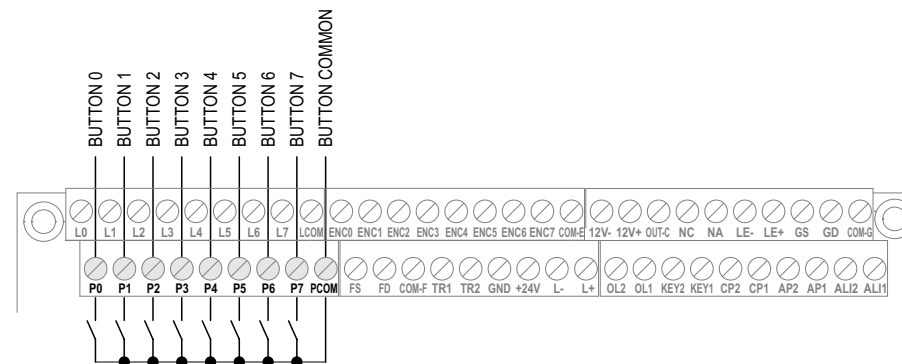 BUTTON 0
BUTTON 1
BUTTON 2
BUTTON 3
BUTTON 4
BUTTON 5
BUTTON 6
BUTTON 7
BUTTON COMMON
L0 L1 L2 L3 L4 L5 L6 L7 LCOM ENC0 ENC1 ENC2 ENC3 ENC4 ENC5 ENC6 ENC7 COM-E 12V- 12V+ OUT-C NC NA LE- LE+ GS GD COM-G
P0 P1 P2 P3 P4 P5 P6 P7 PCOM FS FD COM-F TR1 TR2 GND +24V L- L+ OL2 OL1 KEY2 KEY1 CP2 CP1 AP2 AP1 ALI2 ALI1